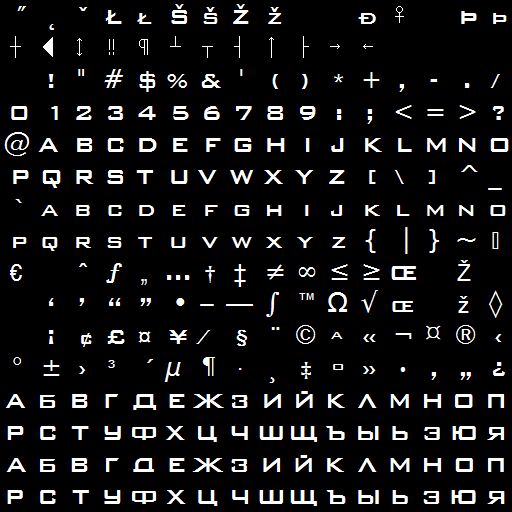 ˝ ˛ ˇ Ł ł Š š Ž ž Đ ♀ Þ þ
┼ ◄ ↕ ‼ ¶ ┴ ┬ ┤ ↑ ├ → ←
! " # $ % & ' ( ) * + , - . /
0 1 2 3 4 5 6 7 8 9 : ; < = > ?
@ A B C D E F G H I J K L M N O
P Q R S T U V W X Y Z [ \ ] ^ _
` A B C D E F G H I J K L M N O
P Q R S T U V W X Y Z { | } ~ ▯
€ ˆ ƒ „ … † ‡ ≠ ∞ ≤ ≥ Œ Ž
‘ ’ “ ” • – — ∫ ™ Ω √ œ ž ◊
¡ ¢ £ ¤ ¥ ⁄ § ¨ © ᴀ ‹‹ ¬ ¤ ® ‹
° ± › ³ ´ µ ¶ · ¸ ‡ ▫ ›› • , „ ¿
А Б В Г Д Е Ж З И Й К Л М Н О П
Р С Т У Ф Х Ц Ч Ш Щ Ъ Ы Ь Э Ю Я
А Б В Г Д Е Ж З И Й К Л М Н О П
Р С Т У Ф Х Ц Ч Ш Щ Ъ Ы Ь Э Ю Я